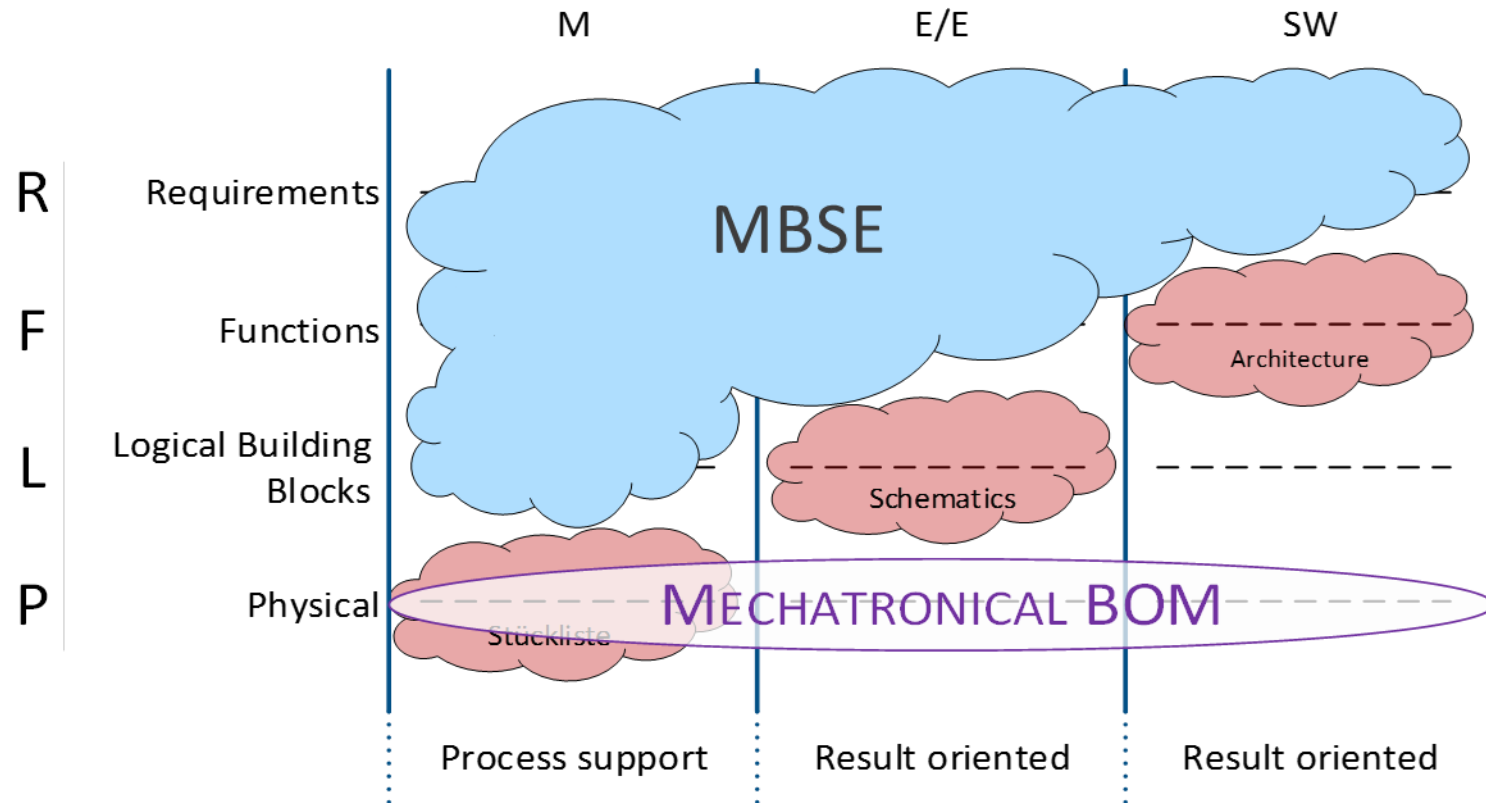 M
E/E
SW
R
Requirements
MBSE
F
Functions
Architecture
L
Logical Building
Blocks
Schematics
P
Physical
MECHATRONICAL BOM
Stückliste
Process support
Result oriented
Result oriented